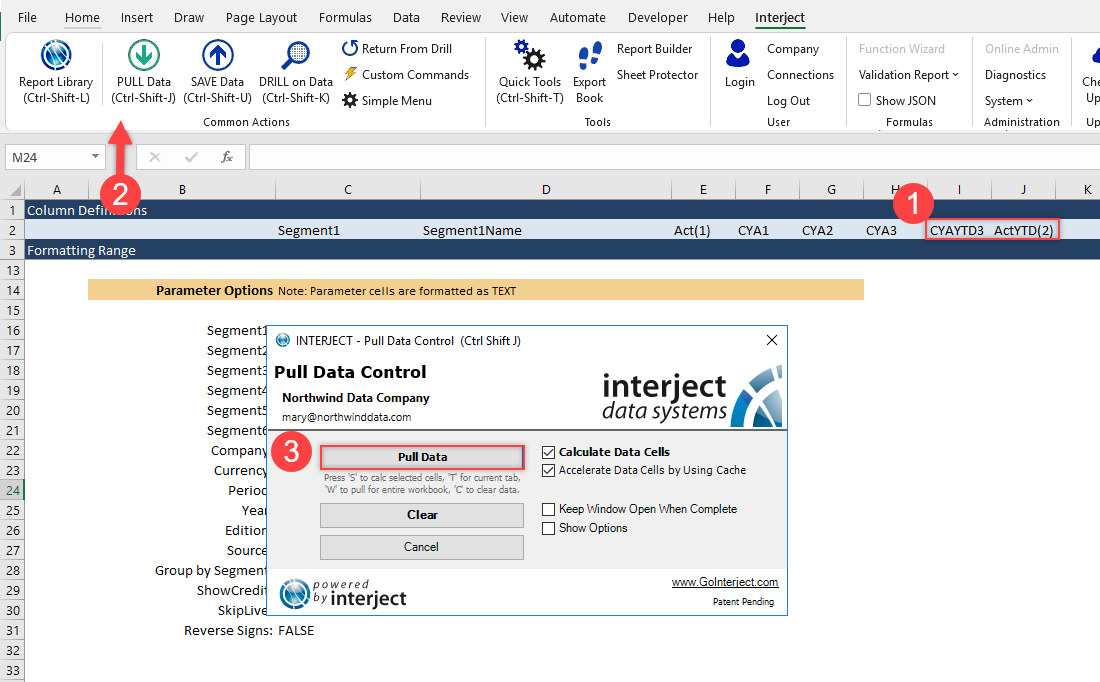 File Home Insert Draw Page Layout Formulas Data Review View Automate Developer Help Interject
Report Library
(Ctrl-Shift-L)
PULL Data
(Ctrl-Shift-J)
SAVE Data
(Ctrl-Shift-U)
DRILL on Data
(Ctrl-Shift-K)
Return From Drill
Custom Commands
Simple Menu
Common Actions
Quick Tools
(Ctrl-Shift-T)
Export
Book
Report Builder
Sheet Protector
Tools
Login
Company
Connections
Log Out
User
Function Wizard
Validation Report
Show JSON
Formulas
Online Admin
Diagnostics
System
Administration
Che
Up
Up
M24 fx
2
1
A B C D E F G H I J K
1 Column Definitions
2 Segment1 Segment1Name Act(1) CYA1 CYA2 CYA3 CYAYTD3 ActYTD(2)
3 Formatting Range
13
14 Parameter Options Note: Parameter cells are formatted as TEXT
15
16 Segment1
17 Segment2
18 Segment3
19 Segment4
20 Segment5
21 Segment6
22 Company
23 Currency
24 Period
25 Year
26 Edition
27 Source
28 Group by Segment
29 ShowCredit
30 SkipLive
31 Reverse Signs: FALSE
32
33
INTERJECT - Pull Data Control (Ctrl Shift J)
Pull Data Control
Northwind Data Company
mary@northwinddata.com
interject
data systems
3
Pull Data
Press 'S' to calc selected cells, 'T' for current tab,
'W' to pull for entire workbook, 'C' to clear data.
Clear
Cancel
Calculate Data Cells
Accelerate Data Cells by Using Cache
Keep Window Open When Complete
Show Options
powered
by interject
www.GoInterject.com
Patent Pending